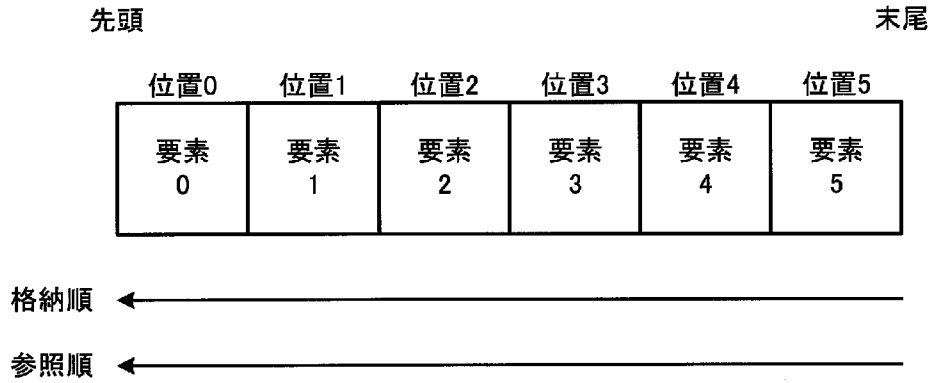 先頭 末尾
位置0 位置1 位置2 位置3 位置4 位置5
要素 要素 要素 要素 要素 要素
0 1 2 3 4 5
格納順
参照順